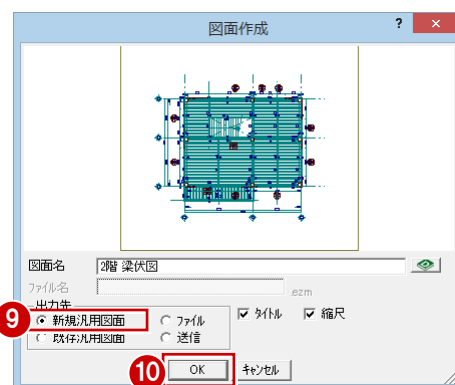 図面作成
? ×
図面名 2階 梁伏図
ファイル名 .ezm
出力先
9 新規汎用図面 ファイル タイトル 縮尺
既存汎用図面 送信
10 OK キャンセル